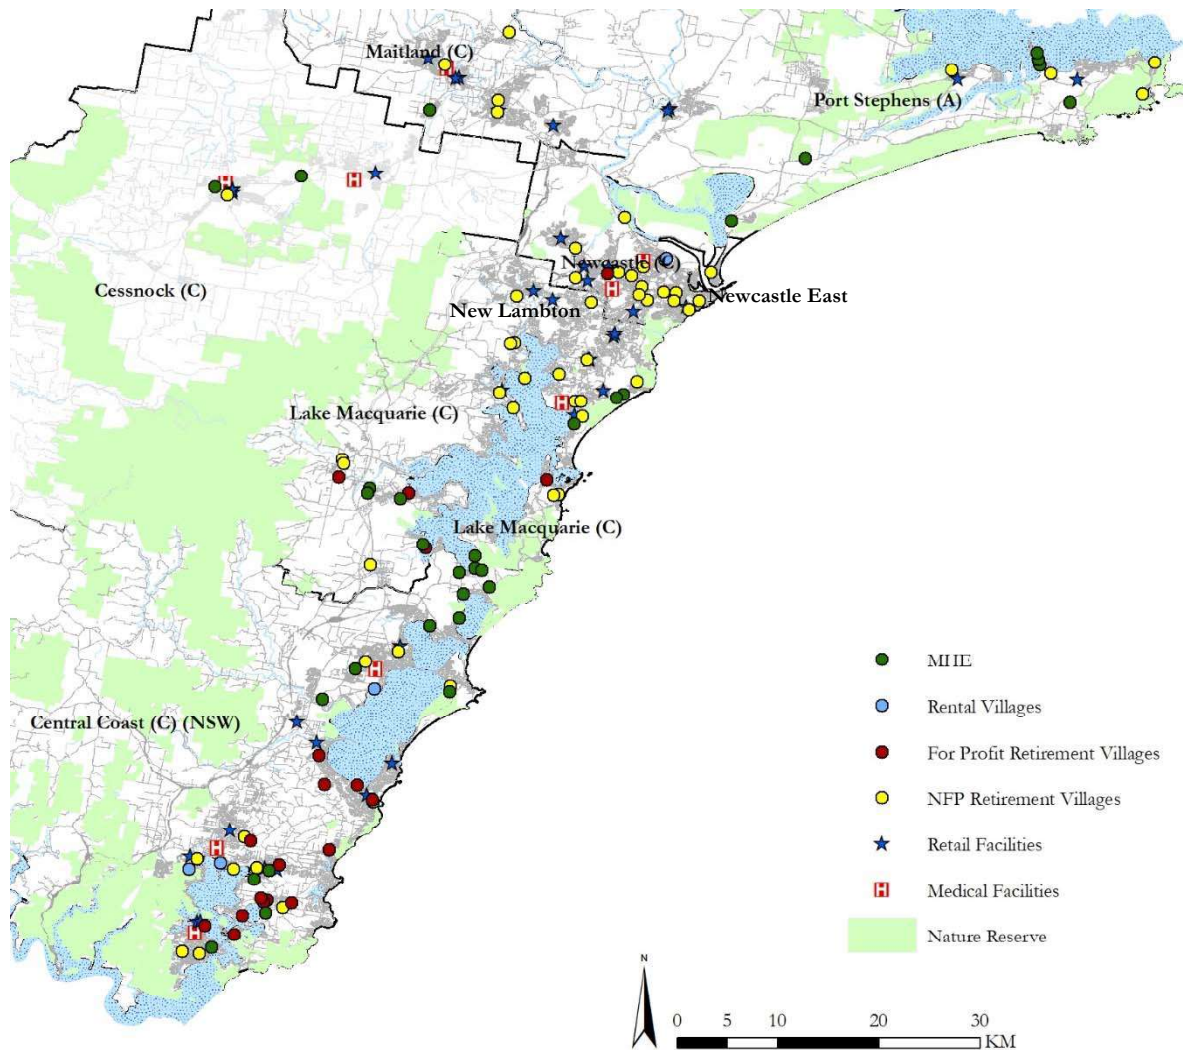 Maitland (C)
Port Stephens (A)
Newcastle (C)
Cessnock (C)
Newcastle East
New Lambton
Lake Macquarie (C)
Lake Macquarie (C)
Central Coast (C) (NSW)
MHE
Rental Villages
For Profit Retirement Villages
NFP Retirement Villages
Retail Facilities
H Medical Facilities
Nature Reserve
N
0 5 10 20 30
KM